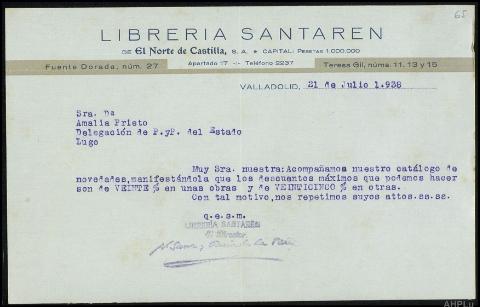 65
LIBRERIA SANTAREN
DE El Norte de Castilla, S. A. ✶ CAPITAL: PESETAS 1.000.000
Fuente Dorada, núm. 27
Apartado 17 -:- Teléfono 2237
Teresa Gil, núms. 11, 13 y 15
VALLADOLID, 21 de Julio 1.938
Sra. Dª
Amalia Prieto
Delegación de P.yP. del Estado
Lugo
Muy Sra. nuestra:Acompañamos nuestro catálogo de
novedades,manifestándola que los descuentos máximos que podemos hacer
son de VEINTE % en unas obras y de VEINTICINCO % en otras.
Con tal motivo,nos repetimos suyos attos.ss.ss.
q.e.s.m.
LIBRERÍA SANTARÉN
El Director,
AHPLu